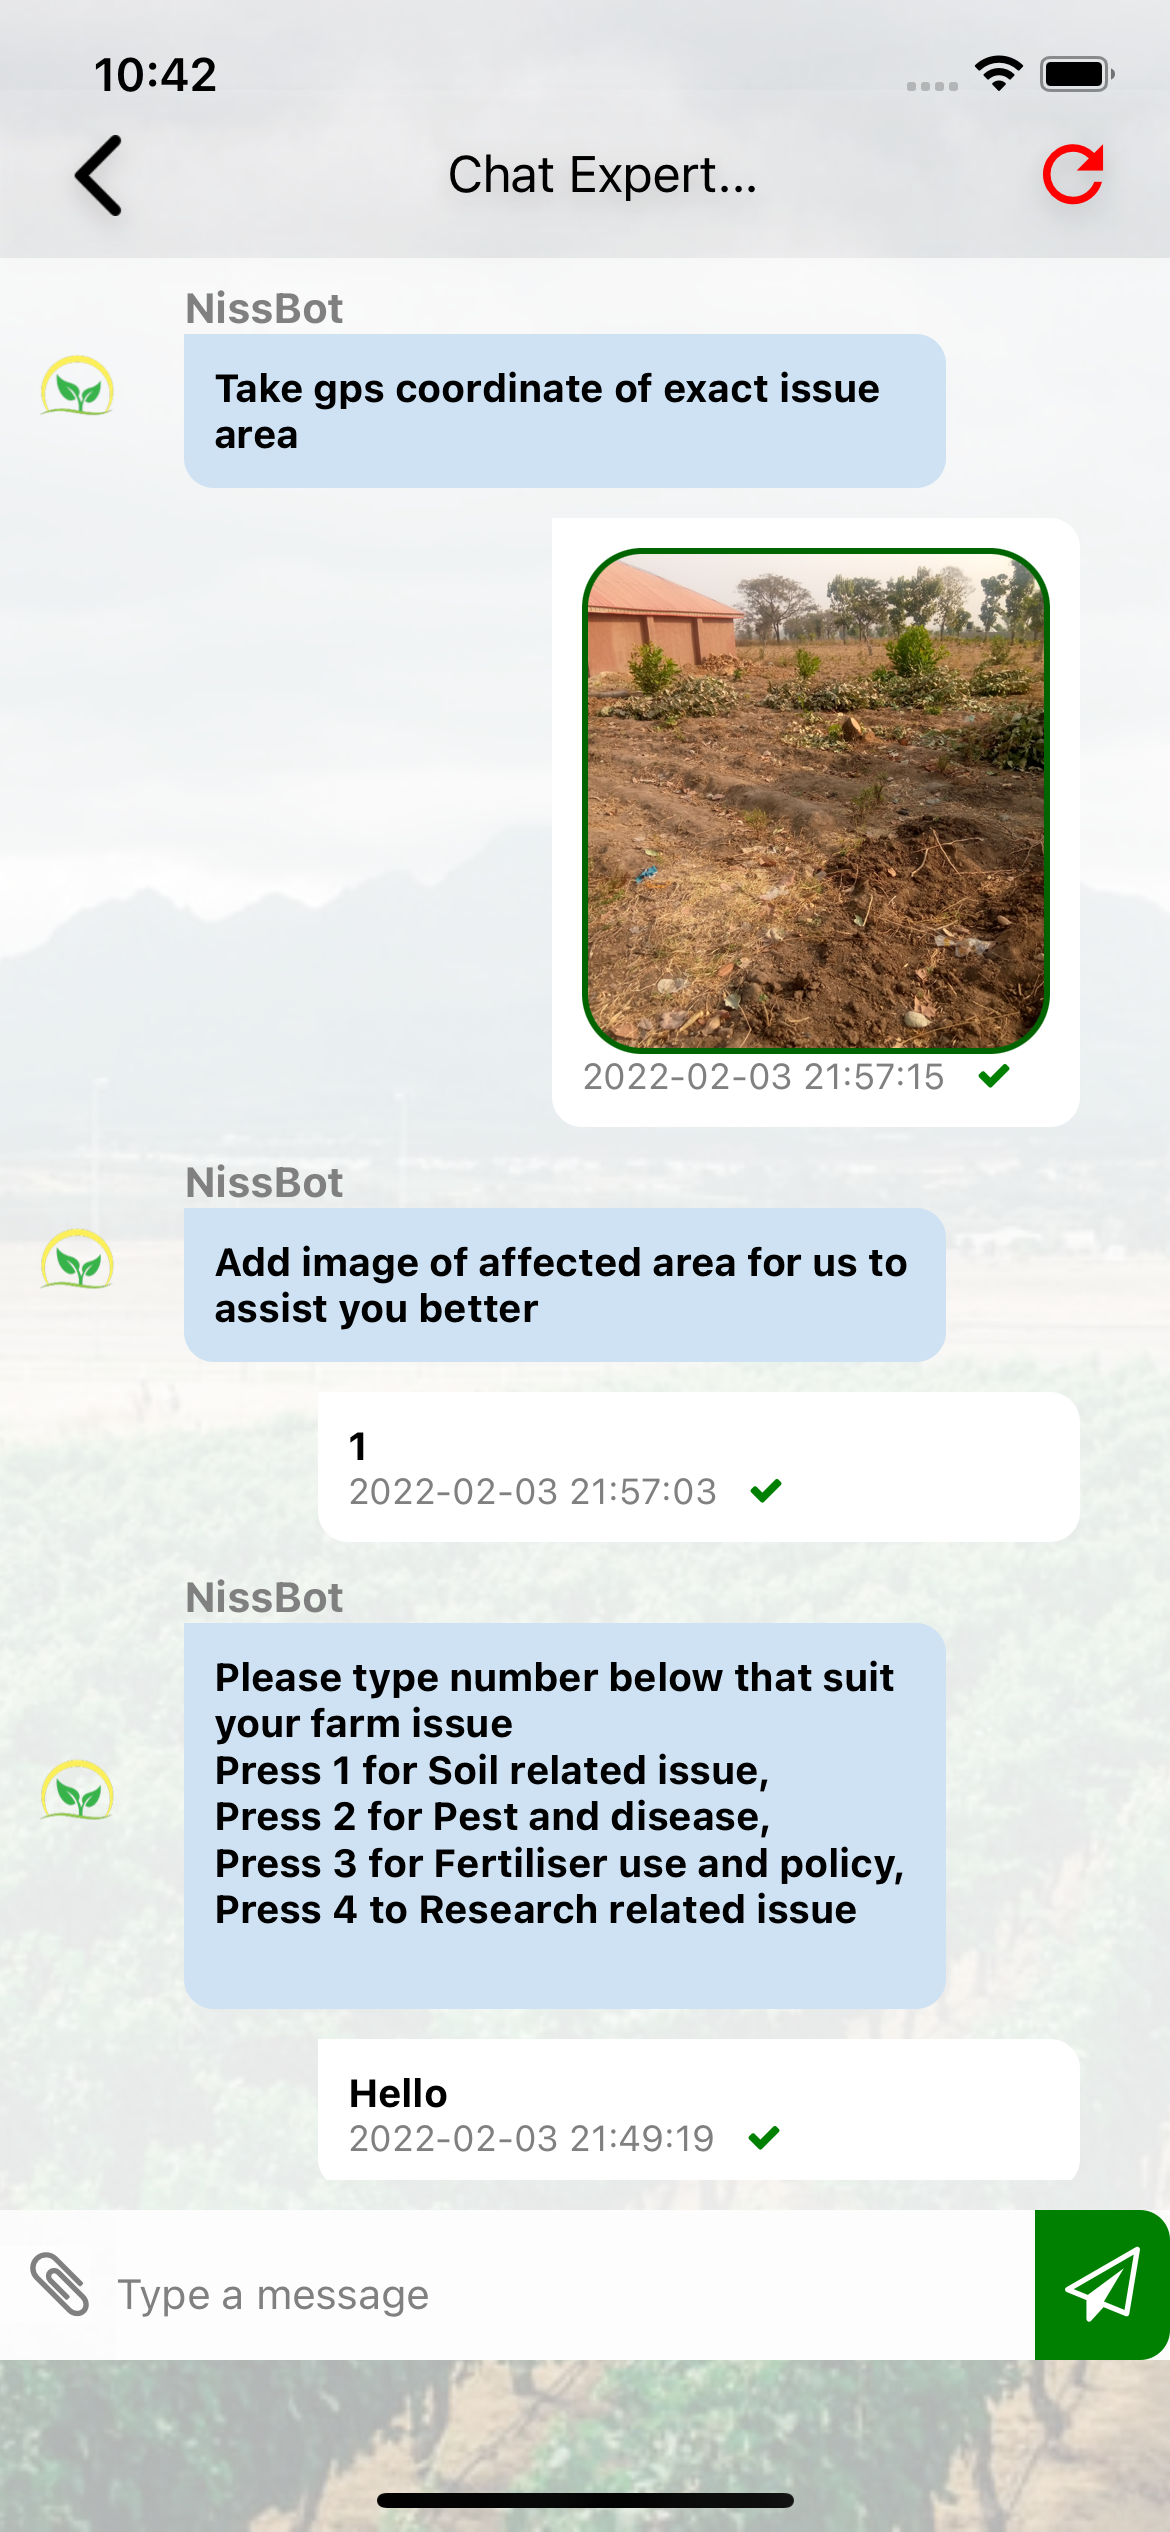 10:42
Chat Expert...
NissBot
Take gps coordinate of exact issue
area
2022-02-03 21:57:15
NissBot
Add image of affected area for us to
assist you better
1
2022-02-03 21:57:03
NissBot
Please type number below that suit
your farm issue
Press 1 for Soil related issue,
Press 2 for Pest and disease,
Press 3 for Fertiliser use and policy,
Press 4 to Research related issue
Hello
2022-02-03 21:49:19
Type a message